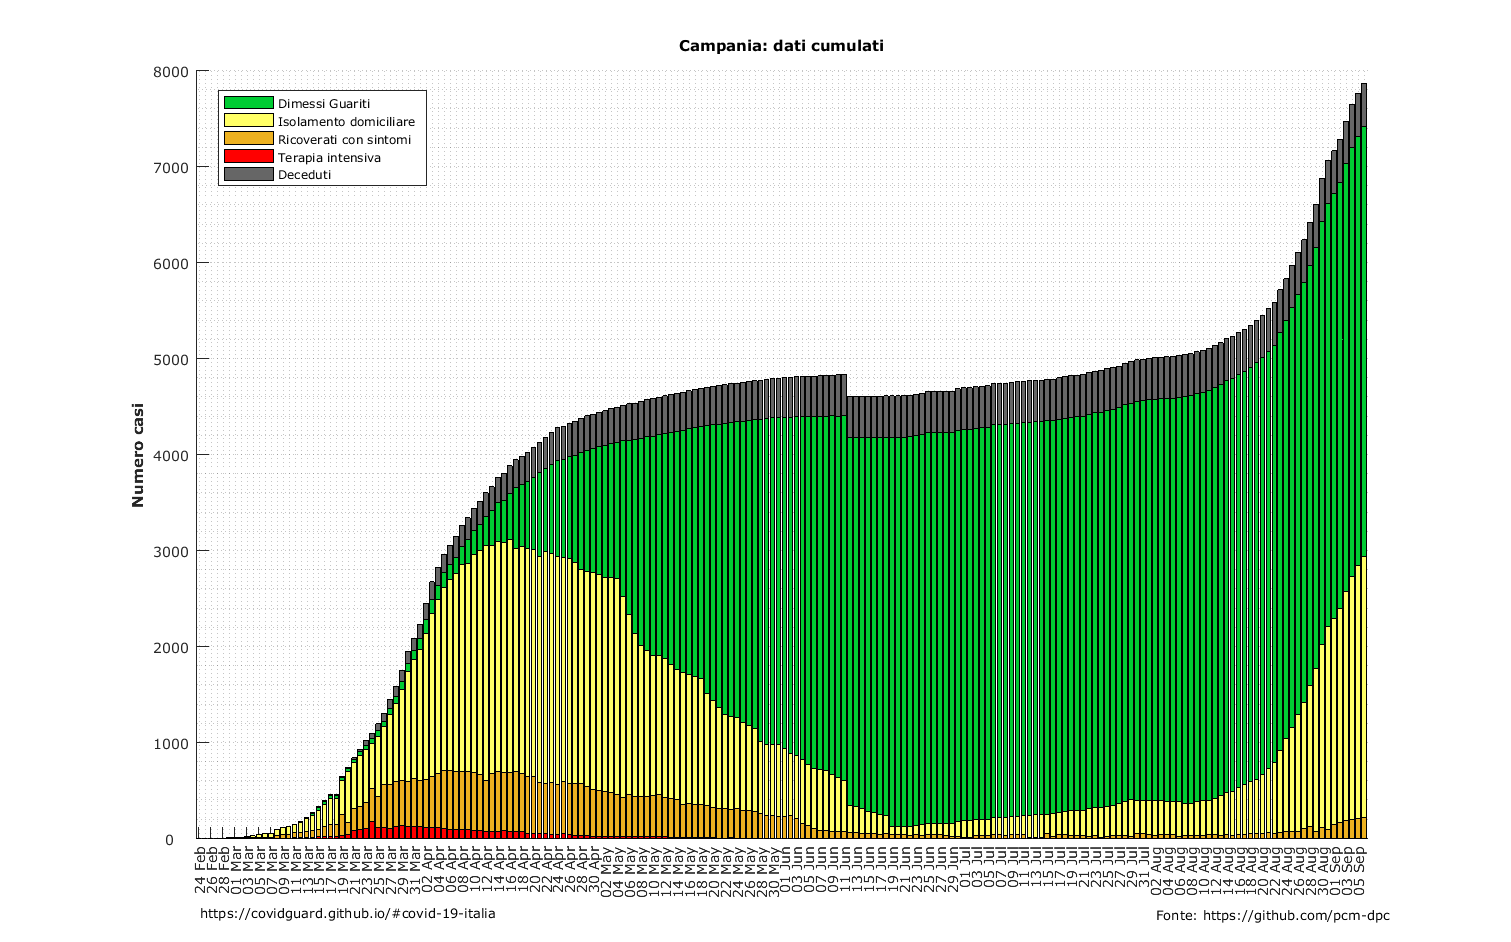 Campania: dati cumulati
8000
7000
6000
5000
4000
3000
2000
1000
0
Numero casi
Dimessi Guariti
Isolamento domiciliare
Ricoverati con sintomi
Terapia intensiva
Deceduti
24 Feb
26 Feb
28 Feb
01 Mar
03 Mar
05 Mar
07 Mar
09 Mar
11 Mar
13 Mar
15 Mar
17 Mar
19 Mar
21 Mar
23 Mar
25 Mar
27 Mar
29 Mar
31 Mar
02 Apr
04 Apr
06 Apr
08 Apr
10 Apr
12 Apr
14 Apr
16 Apr
18 Apr
20 Apr
22 Apr
24 Apr
26 Apr
28 Apr
30 Apr
02 May
04 May
06 May
08 May
10 May
12 May
14 May
16 May
18 May
20 May
22 May
24 May
26 May
28 May
30 May
01 Jun
03 Jun
05 Jun
07 Jun
09 Jun
11 Jun
13 Jun
15 Jun
17 Jun
19 Jun
21 Jun
23 Jun
25 Jun
27 Jun
29 Jun
01 Jul
03 Jul
05 Jul
07 Jul
09 Jul
11 Jul
13 Jul
15 Jul
17 Jul
19 Jul
21 Jul
23 Jul
25 Jul
27 Jul
29 Jul
31 Jul
02 Aug
04 Aug
06 Aug
08 Aug
10 Aug
12 Aug
14 Aug
16 Aug
18 Aug
20 Aug
22 Aug
24 Aug
26 Aug
28 Aug
30 Aug
01 Sep
03 Sep
05 Sep
https://covidguard.github.io/#covid-19-italia
Fonte: https://github.com/pcm-dpc